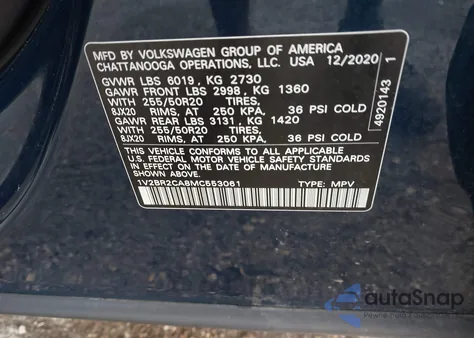 MFD BY VOLKSWAGEN GROUP OF AMERICA
CHATTANOOGA OPERATIONS, LLC. USA 12/2020
GVWR LBS 6019, KG 2730
GAWR FRONT LBS 2998, KG 1360
WITH 255/50R20 TIRES,
8JX20 RIMS, AT 250 KPA, 36 PSI COLD
GAWR REAR LBS 3131, KG 1420
WITH 255/50R20 TIRES,
8JX20 RIMS, AT 250 KPA, 36 PSI COLD
THIS VEHICLE CONFORMS TO ALL APPLICABLE
U.S. FEDERAL MOTOR VEHICLE SAFETY STANDARDS
IN EFFECT ON THE DATE OF MANUFACTURE
SHOWN ABOVE.
1V2BR2CA8MC553061 TYPE: MPV
4920143 1
autoSnap